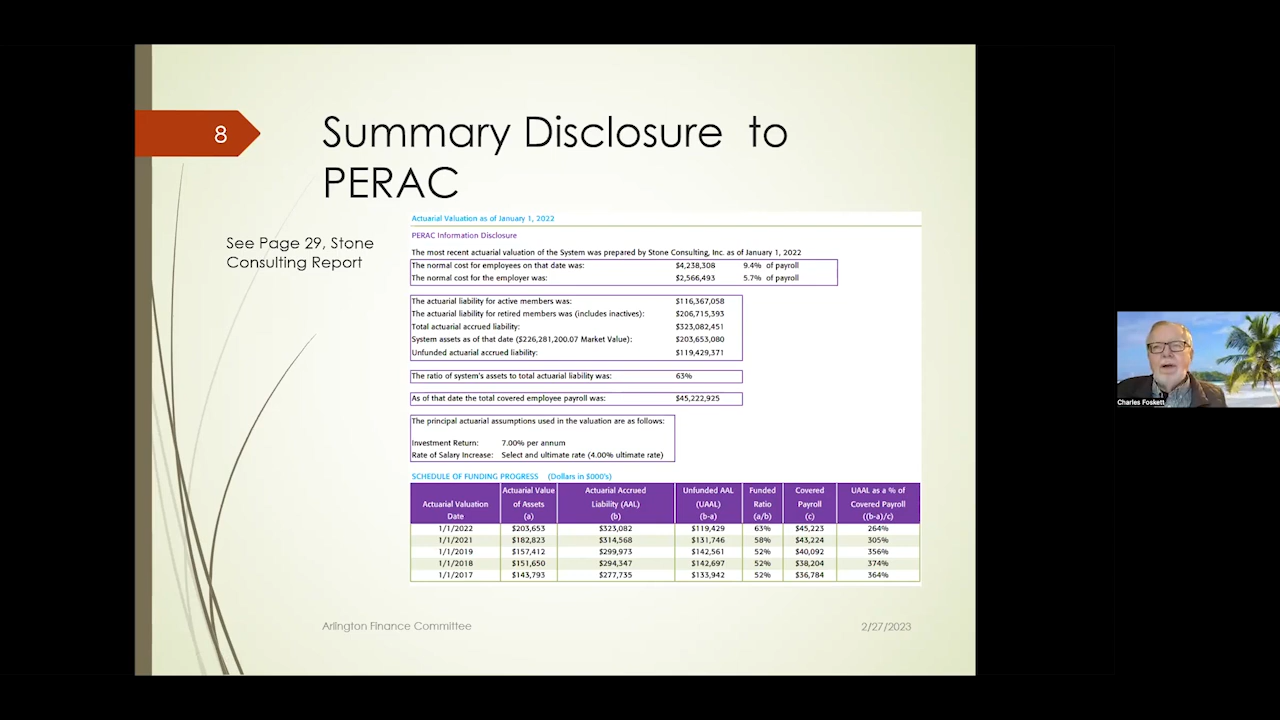 8
Summary Disclosure to
PERAC
See Page 29, Stone
Consulting Report
Actuarial Valuation as of January 1, 2022
PERAC Information Disclosure
The most recent actuarial valuation of the System was prepared by Stone Consulting, Inc. as of January 1, 2022
The normal cost for employees on that date was: $4,238,308 9.4% of payroll
The normal cost for the employer was: $2,566,493 5.7% of payroll
The actuarial liability for active members was: $116,367,058
The actuarial liability for retired members was (includes inactives): $206,715,393
Total actuarial accrued liability: $323,082,451
System assets as of that date ($226,281,200.07 Market Value): $203,653,080
Unfunded actuarial accrued liability: $119,429,371
The ratio of system's assets to total actuarial liability was: 63%
As of that date the total covered employee payroll was: $45,222,925
The principal actuarial assumptions used in the valuation are as follows:
Investment Return: 7.00% per annum
Rate of Salary Increase: Select and ultimate rate (4.00% ultimate rate)
SCHEDULE OF FUNDING PROGRESS (Dollars in $000's)
Actuarial Value Actuarial Accrued Unfunded AAL Funded Covered UAAL as a % of
Actuarial Valuation of Assets Liability (AAL) (UAAL) Ratio Payroll Covered Payroll
Date (a) (b) (b-a) (a/b) (c) ((b-a)/c)
1/1/2022 $203,653 $323,082 $119,429 63% $45,223 264%
1/1/2021 $182,823 $314,568 $131,746 58% $43,224 305%
1/1/2019 $157,412 $299,973 $142,561 52% $40,092 356%
1/1/2018 $151,650 $294,347 $142,697 52% $38,204 374%
1/1/2017 $143,793 $277,735 $133,942 52% $36,784 364%
Arlington Finance Committee 2/27/2023
Charles Foskett